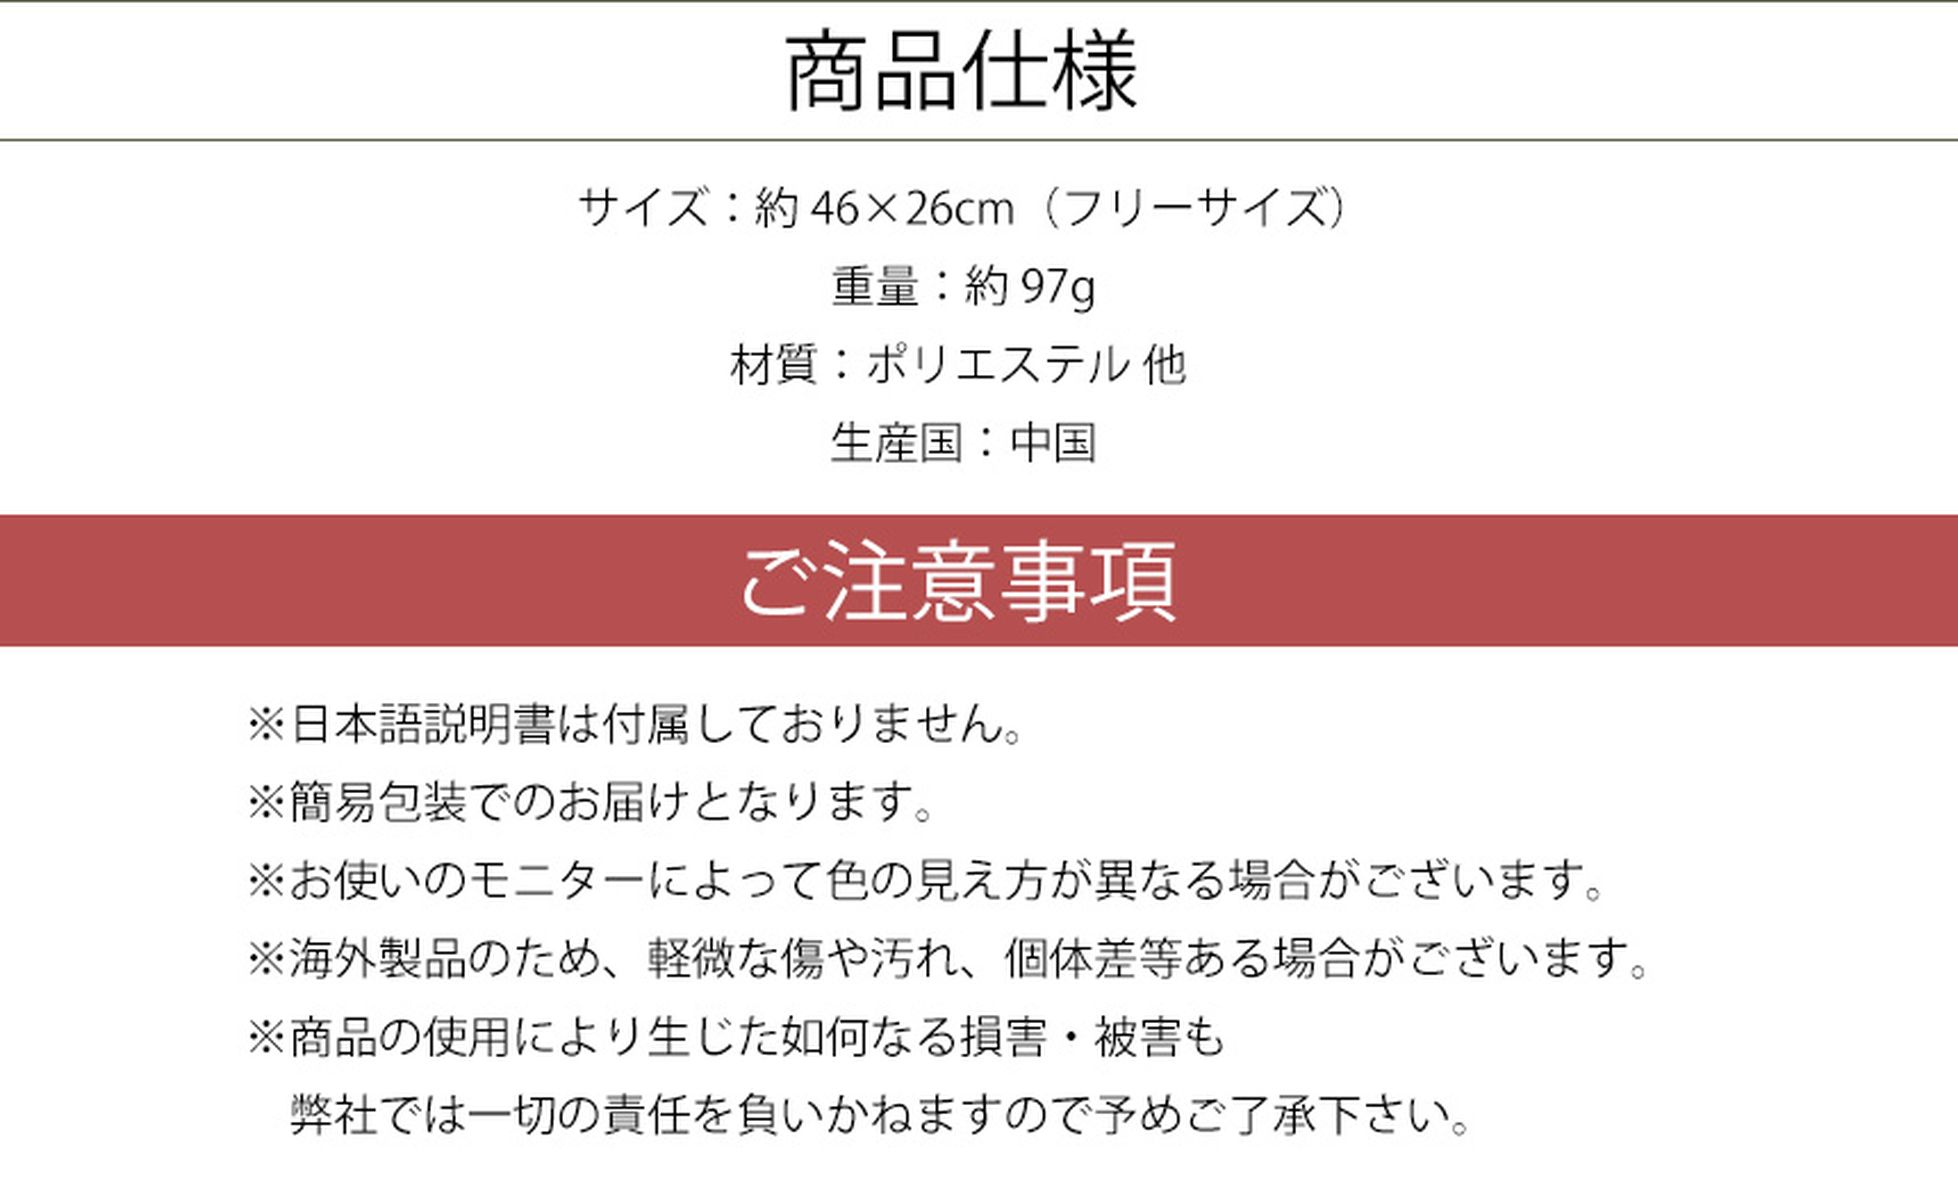 商品仕様
サイズ：約 46×26cm（フリーサイズ）
重量：約 97g
材質：ポリエステル 他
生産国：中国
ご注意事項
※日本語説明書は付属しておりません。
※簡易包装でのお届けとなります。
※お使いのモニターによって色の見え方が異なる場合がございます。
※海外製品のため、軽微な傷や汚れ、個体差等ある場合がございます。
※商品の使用により生じた如何なる損害・被害も
弊社では一切の責任を負いかねますので予めご了承下さい。